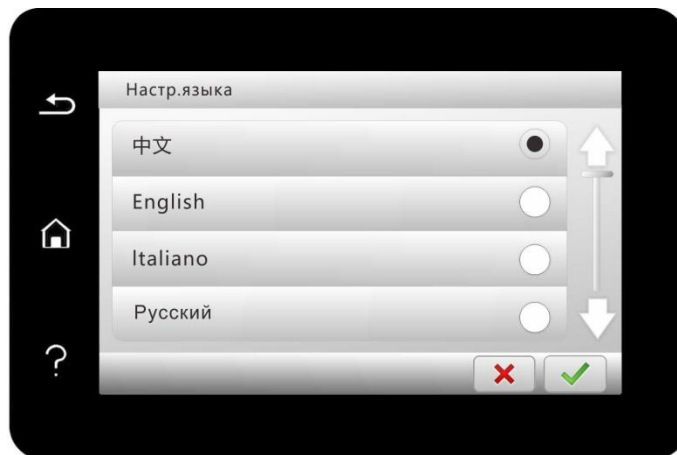 Настр.языка
中文
English
Italiano
Русский
?